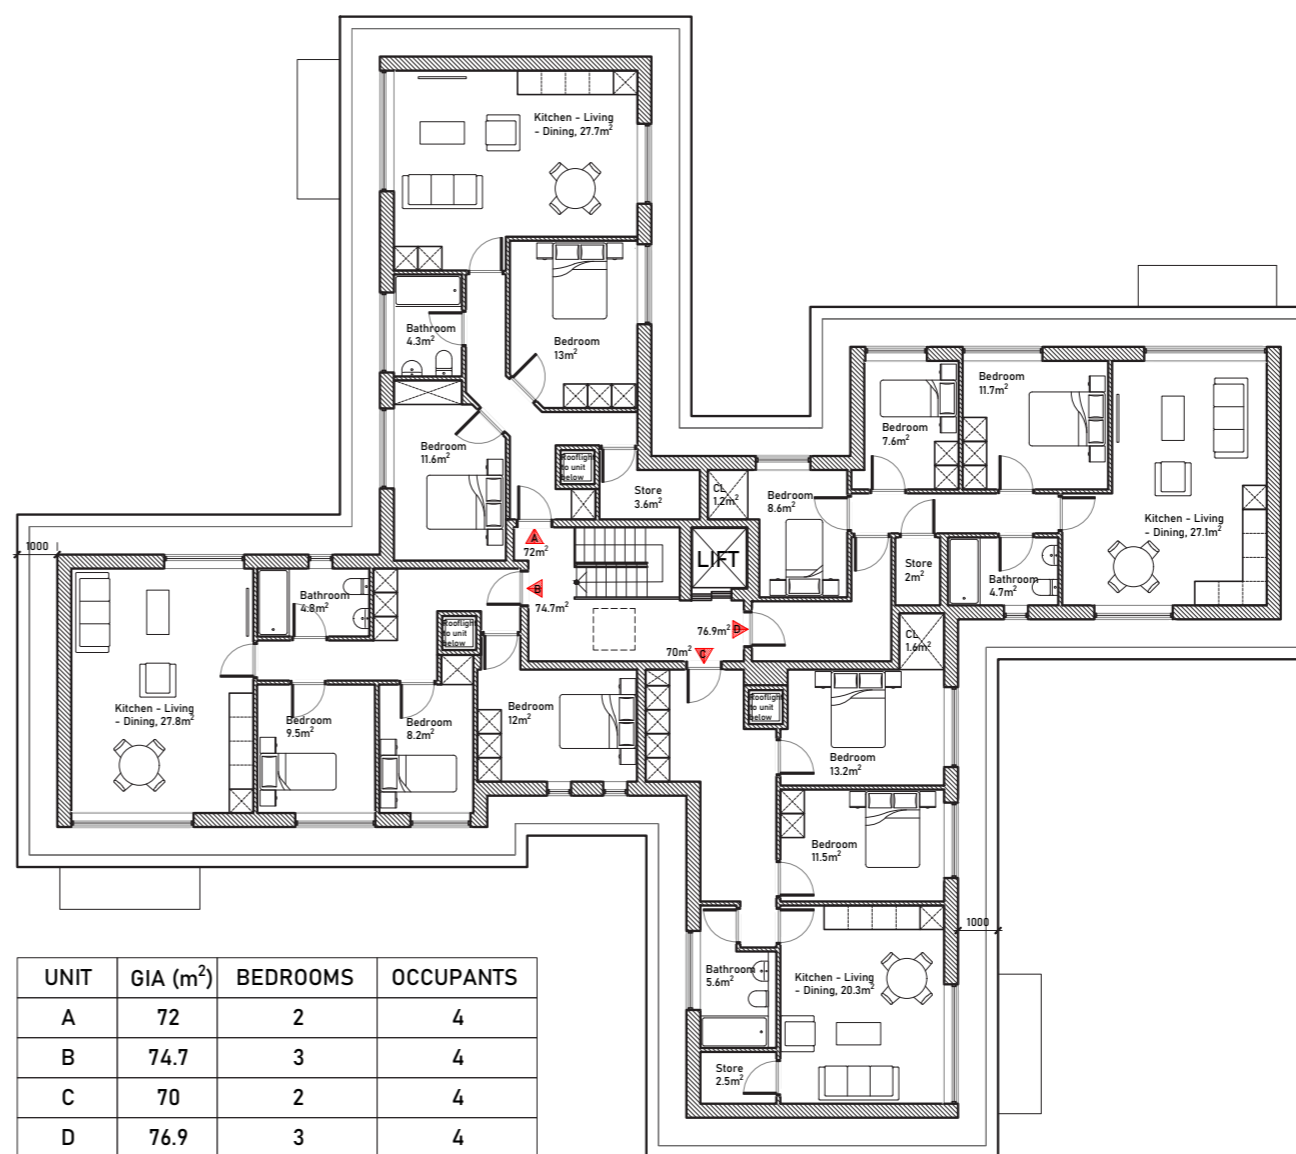 Kitchen - Living
- Dining, 27.7m²
Bathroom
4.3m²
Bedroom
13m²
Bedroom
11.6m²
Rooflight
to unit
below
Store
3.6m²
CL
1.2m²
Bedroom
8.6m²
Bedroom
7.6m²
Bedroom
11.7m²
Kitchen - Living
- Dining, 27.1m²
Store
2m²
Bathroom
4.7m²
CL
1.6m²
LIFT
A
72m²
B
74.7m²
76.9m²
D
70m²
C
1000
Bathroom
4.8m²
Rooflight
to unit
below
Kitchen - Living
- Dining, 27.8m²
Bedroom
9.5m²
Bedroom
8.2m²
Bedroom
12m²
Rooflight
to unit
below
Bedroom
13.2m²
Bedroom
11.5m²
1000
Bathroom
5.6m²
Kitchen - Living
- Dining, 20.3m²
Store
2.5m²
UNIT GIA (m²) BEDROOMS OCCUPANTS
A 72 2 4
B 74.7 3 4
C 70 2 4
D 76.9 3 4